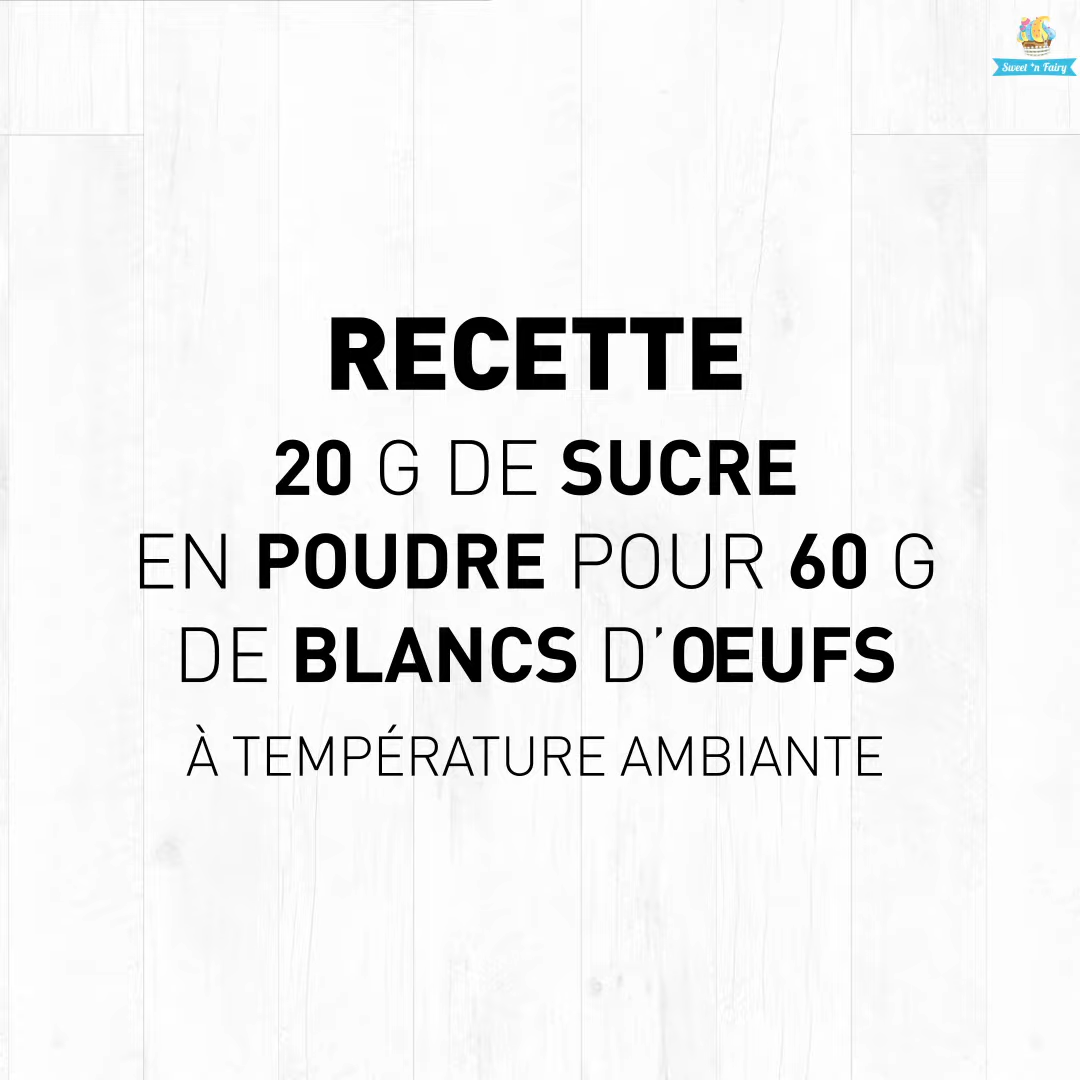 Sweet 'n Fairy
RECETTE
20 G DE SUCRE
EN POUDRE POUR 60 G
DE BLANCS D'OEUFS
À TEMPÉRATURE AMBIANTE